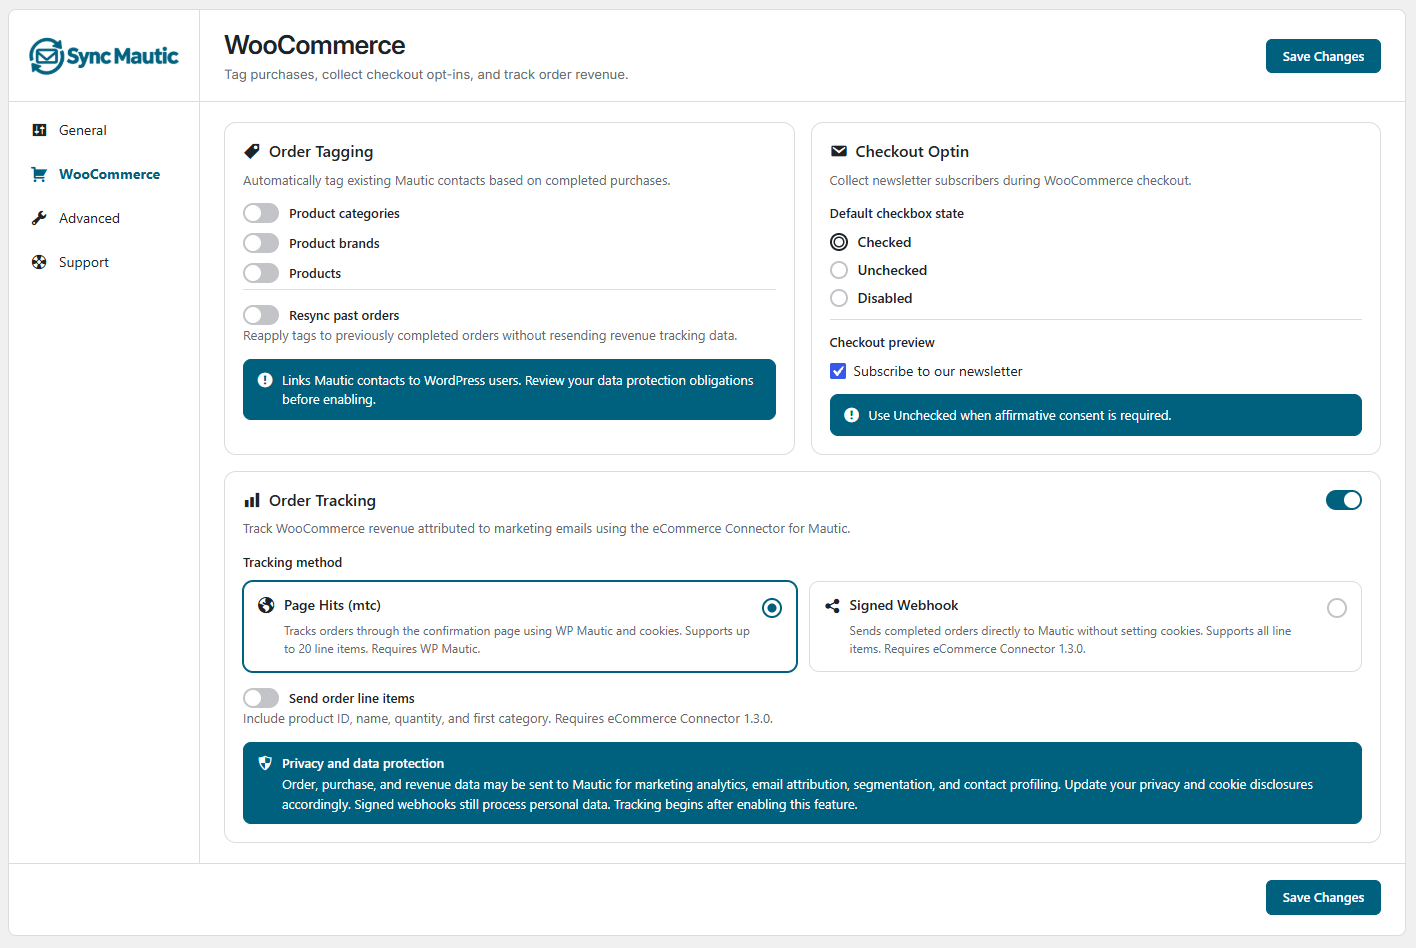 Sync Mautic
WooCommerce
Tag purchases, collect checkout opt-ins, and track order revenue.
Save Changes
General
WooCommerce
Advanced
Support
Order Tagging
Automatically tag existing Mautic contacts based on completed purchases.
Product categories
Product brands
Products
Resync past orders
Reapply tags to previously completed orders without resending revenue tracking data.
Links Mautic contacts to WordPress users. Review your data protection obligations
before enabling.
Checkout Optin
Collect newsletter subscribers during WooCommerce checkout.
Default checkbox state
Checked
Unchecked
Disabled
Checkout preview
Subscribe to our newsletter
Use Unchecked when affirmative consent is required.
Order Tracking
Track WooCommerce revenue attributed to marketing emails using the eCommerce Connector for Mautic.
Tracking method
Page Hits (mtc)
Tracks orders through the confirmation page using WP Mautic and cookies. Supports up
to 20 line items. Requires WP Mautic.
Signed Webhook
Sends completed orders directly to Mautic without setting cookies. Supports all line
items. Requires eCommerce Connector 1.3.0.
Send order line items
Include product ID, name, quantity, and first category. Requires eCommerce Connector 1.3.0.
Privacy and data protection
Order, purchase, and revenue data may be sent to Mautic for marketing analytics, email attribution, segmentation, and contact profiling. Update your privacy and cookie disclosures
accordingly. Signed webhooks still process personal data. Tracking begins after enabling this feature.
Save Changes